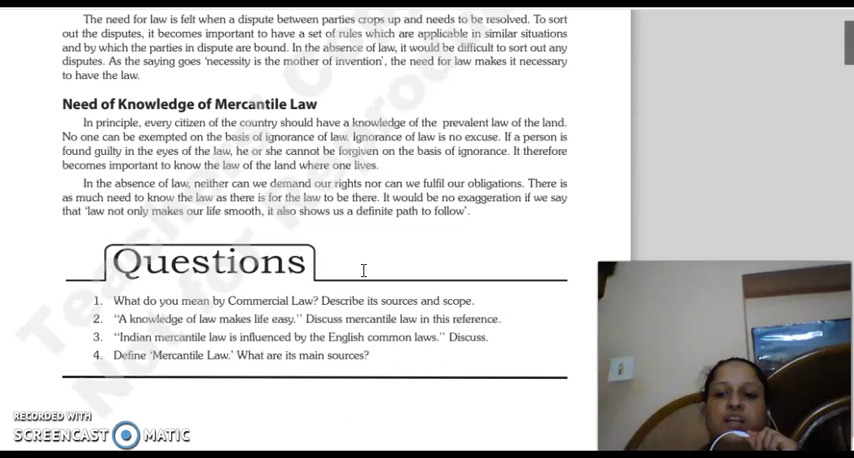 The need for law is felt when a dispute between parties crops up and needs to be resolved. To sort
out the disputes, it becomes important to have a set of rules which are applicable in similar situations
and by which the parties in dispute are bound. In the absence of law, it would be difficult to sort out any
disputes. As the saying goes 'necessity is the mother of invention', the need for law makes it necessary
to have the law.
Need of Knowledge of Mercantile Law
In principle, every citizen of the country should have a knowledge of the prevalent law of the land.
No one can be exempted on the basis of ignorance of law. Ignorance of law is no excuse. If a person is
found guilty in the eyes of the law, he or she cannot be forgiven on the basis of ignorance. It therefore
becomes important to know the law of the land where one lives.
In the absence of law, neither can we demand our rights nor can we fulfil our obligations. There is
as much need to know the law as there is for the law to be there. It would be no exaggeration if we say
that 'law not only makes our life smooth, it also shows us a definite path to follow'.
Questions
1. What do you mean by Commercial Law? Describe its sources and scope.
2. "A knowledge of law makes life easy." Discuss mercantile law in this reference.
3. "Indian mercantile law is influenced by the English common laws." Discuss.
4. Define 'Mercantile Law.' What are its main sources?
RECORDED WITH
SCREENCAST MATIC